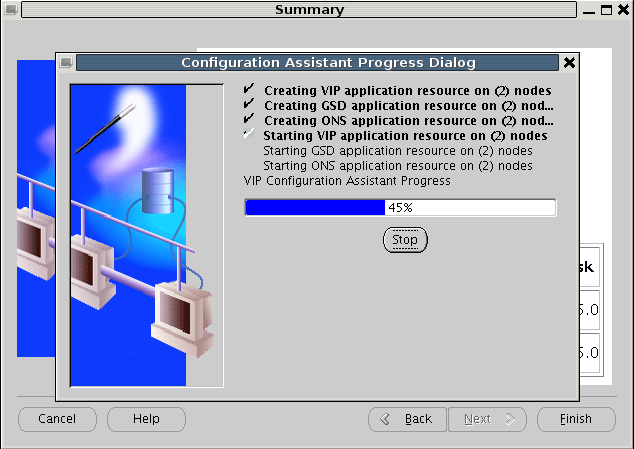 Summary
Configuration Assistant Progress Dialog
Creating VIP application resource on (2) nodes
Creating GSD application resource on (2) nod...
Creating ONS application resource on (2) nod...
Starting VIP application resource on (2) nodes
Starting GSD application resource on (2) nodes
Starting ONS application resource on (2) nodes
VIP Configuration Assistant Progress
45%
Stop
sk
5.0
5.0
Cancel
Help
Back
Next
Finish